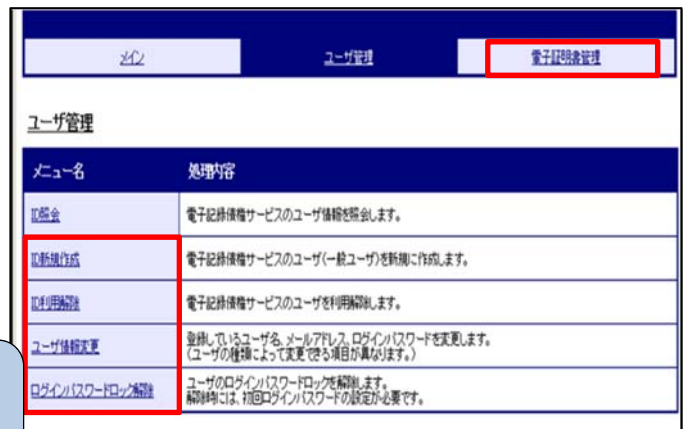 メイン
ユーザ管理
電子証明書管理
ユーザ管理
メニュー名
処理内容
ID照会
電子記録債権サービスのユーザ情報を照会します。
ID新規作成
電子記録債権サービスのユーザ(一般ユーザ)を新規に作成します。
ID利用解除
電子記録債権サービスのユーザを利用解除します。
ユーザ情報変更
登録しているユーザ名、メールアドレス、ログインパスワードを変更します。
(ユーザの種類によって変更できる項目が異なります。)
ログインパスワードロック解除
ユーザのログインパスワードロックを解除します。
解除時には、初回ログインパスワードの設定が必要です。